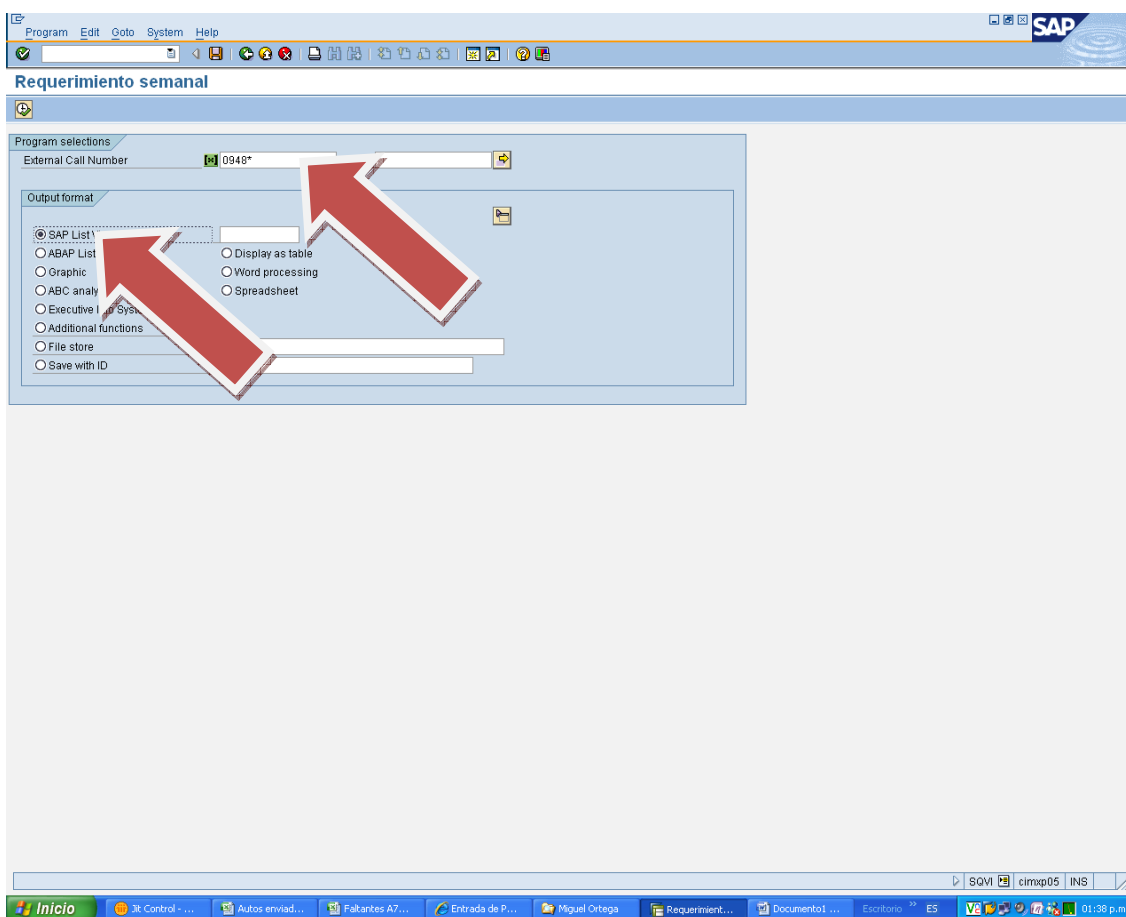 Program Edit Goto System Help
SAP
Requerimiento semanal
Program selections
External Call Number 0948*
Output format
SAP List
ABAP List
Display as table
Graphic
Word processing
ABC analy
Spreadsheet
Executive Syst
Additional functions
File store
Save with ID
SQVI cimxp05 INS
Inicio Jit Control - ... Autos enviad... Faltantes A7... Entrada de P... Miguel Ortega Requerimient... Documento1 ... Escritorio » ES 01:38 p.m